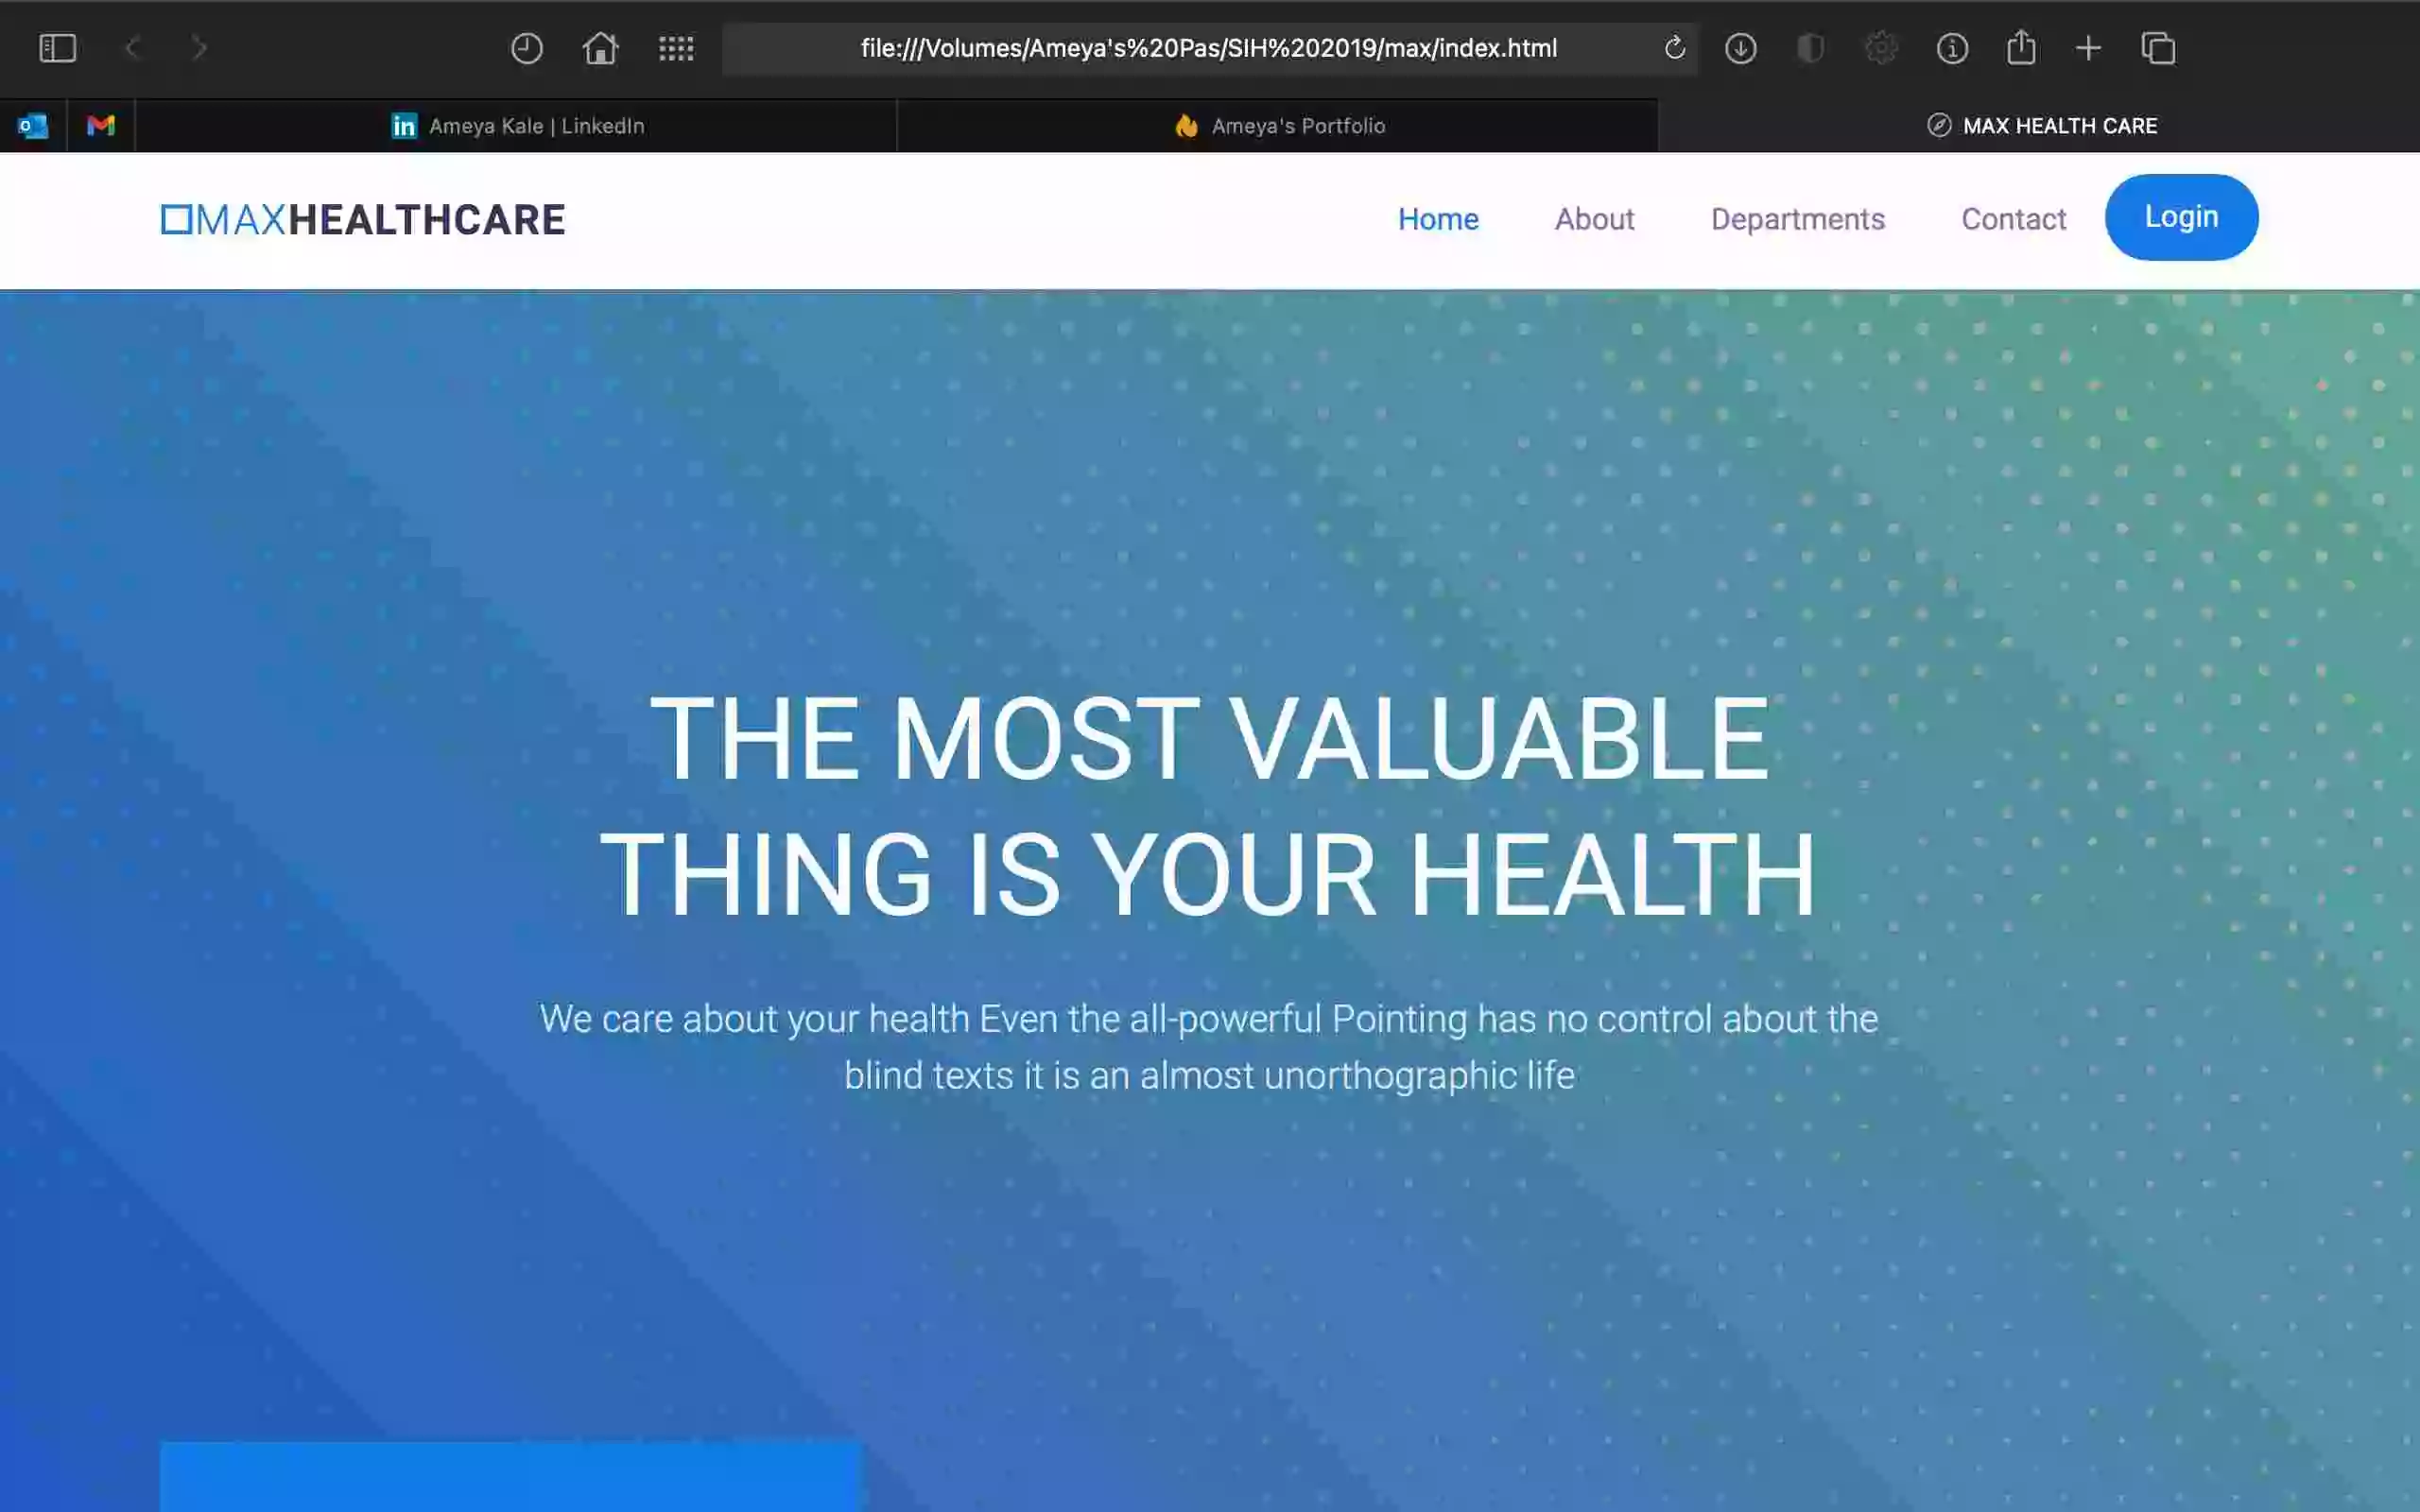 file:///Volumes/Ameya's%20Pas/SIH%202019/max/index.html
Ameya Kale | LinkedIn
Ameya's Portfolio
MAX HEALTH CARE
MAXHEALTHCARE
Home
About
Departments
Contact
Login
THE MOST VALUABLE
THING IS YOUR HEALTH
We care about your health Even the all-powerful Pointing has no control about the
blind texts it is an almost unorthographic life